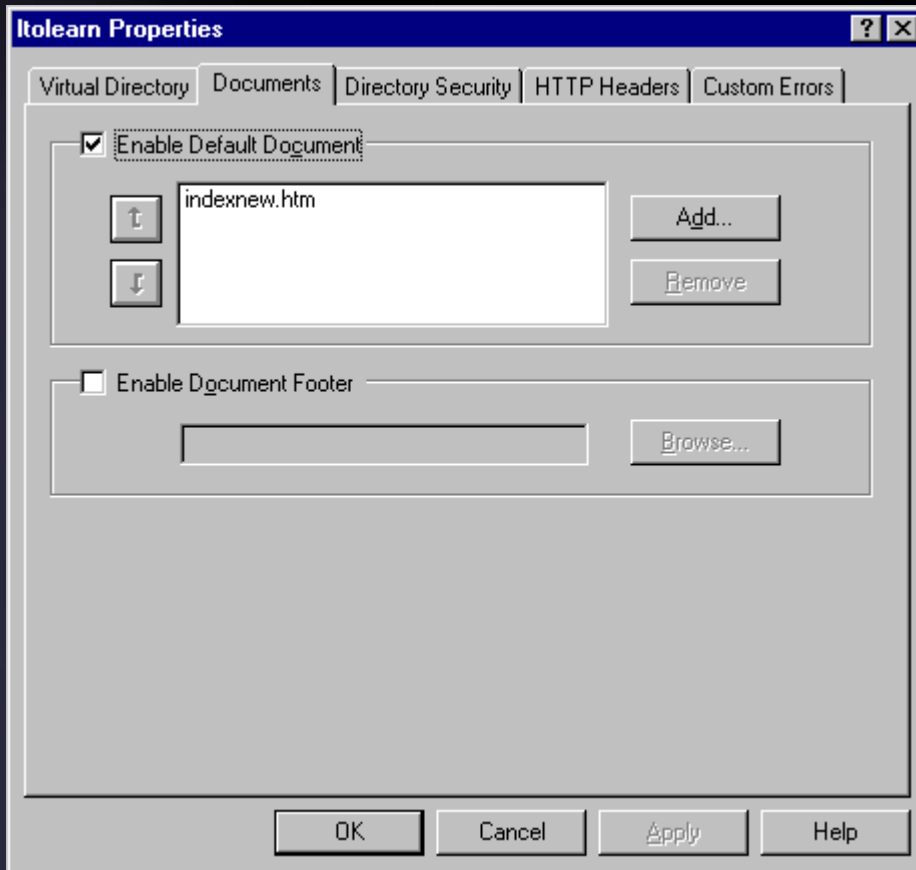 Itolearn Properties
Virtual Directory Documents Directory Security HTTP Headers Custom Errors
Enable Default Document
indexnew.htm
Add...
Remove
Enable Document Footer
Browse...
OK Cancel Apply Help